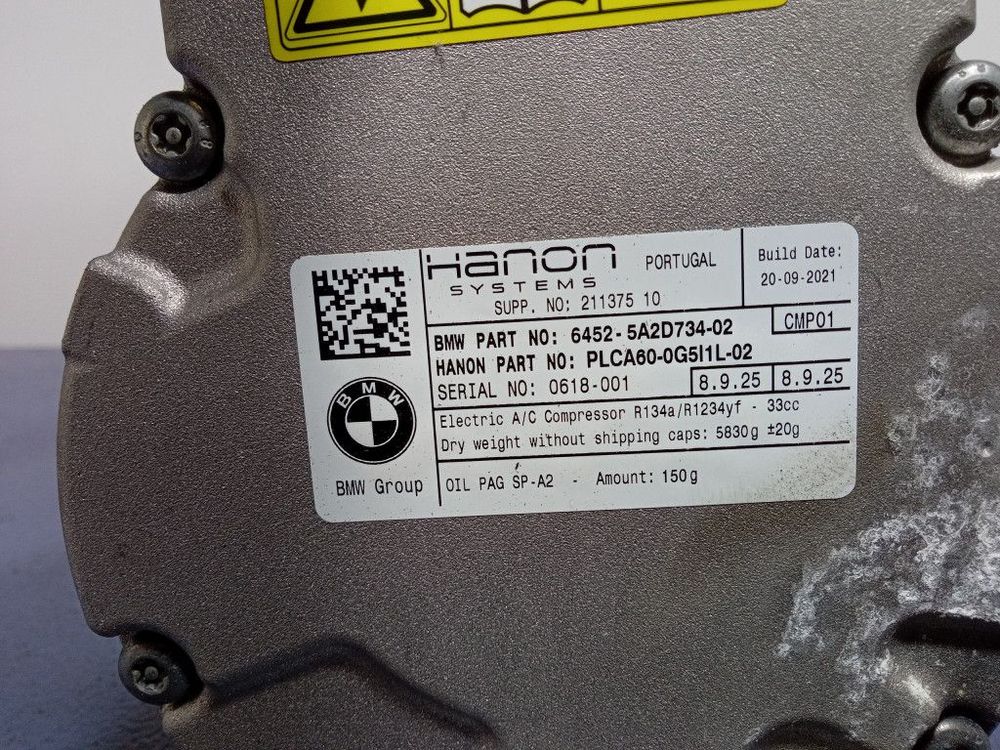 Hanon
SYSTEMS
PORTUGAL
Build Date:
20-09-2021
SUPP. NO: 211375 10
BMW PART NO: 6452-5A2D734-02
CMP01
HANON PART NO: PLCA60-0G5I1L-02
SERIAL NO: 0618-001
8.9.25
8.9.25
Electric A/C Compressor R134a/R1234yf - 33cc
Dry weight without shipping caps: 5830g ±20g
BMW
BMW Group
OIL PAG SP-A2 - Amount: 150g